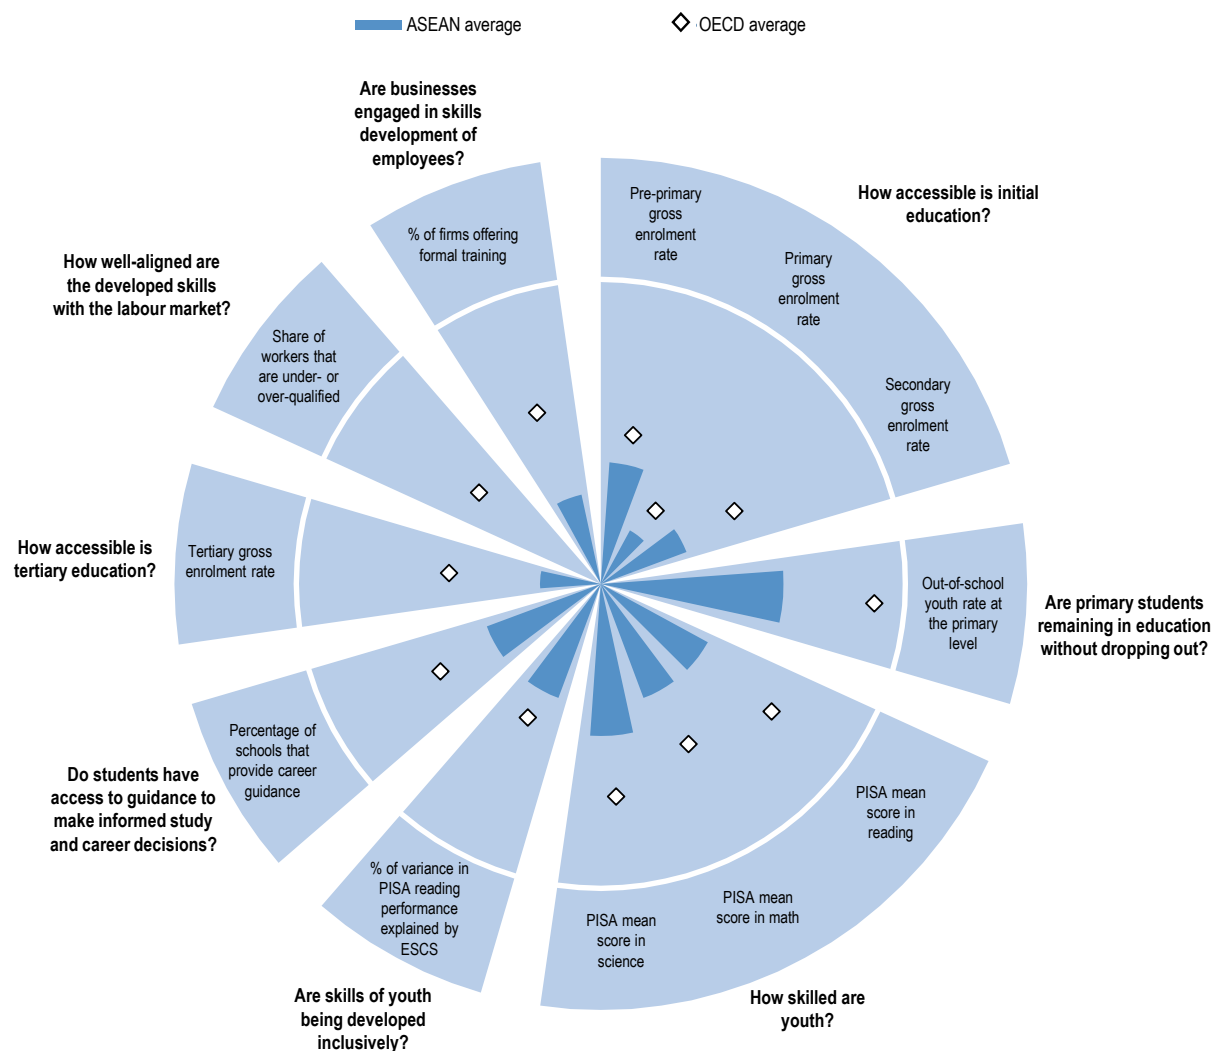 ASEAN average
OECD average
Are businesses
engaged in skills
development of
employees?
% of firms offering
formal training
Pre-primary
gross
enrolment
rate
Primary
gross
enrolment
rate
Secondary
gross
enrolment
rate
How accessible is initial
education?
How well-aligned are
the developed skills
with the labour market?
Share of
workers that
are under- or
over-qualified
How accessible is
tertiary education?
Tertiary gross
enrolment rate
Out-of-school
youth rate at
the primary
level
Are primary students
remaining in education
without dropping out?
Do students have
access to guidance to
make informed study
and career decisions?
Percentage of
schools that
provide career
guidance
% of variance in
PISA reading
performance
explained by
ESCS
Are skills of youth
being developed
inclusively?
PISA mean
score in
science
PISA mean
score in math
PISA mean
score in
reading
How skilled are
youth?